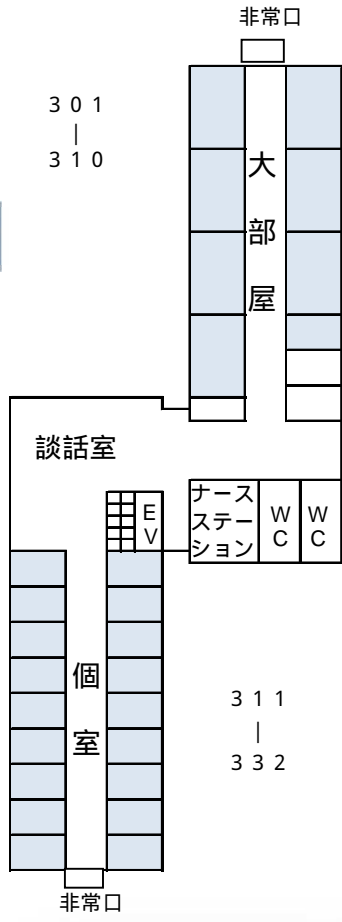 非常口
３０１
|
３１０
大
部
屋
談話室
E
V
ナース
ステー
ション
W
C
W
C
個
室
３１１
|
３３２
非常口